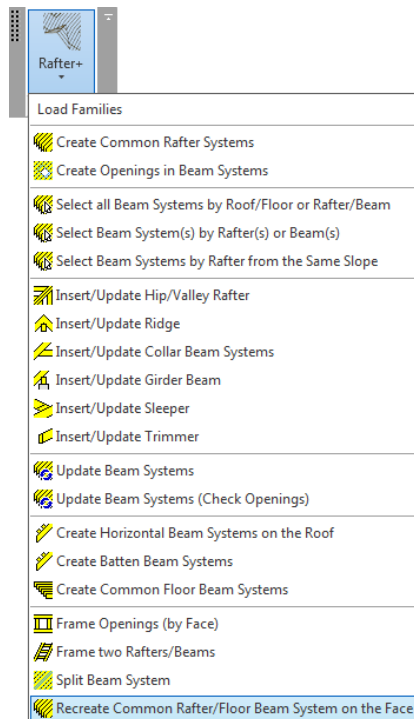 Rafter+
Load Families
Create Common Rafter Systems
Create Openings in Beam Systems
Select all Beam Systems by Roof/Floor or Rafter/Beam
Select Beam System(s) by Rafter(s) or Beam(s)
Select Beam Systems by Rafter from the Same Slope
Insert/Update Hip/Valley Rafter
Insert/Update Ridge
Insert/Update Collar Beam Systems
Insert/Update Girder Beam
Insert/Update Sleeper
Insert/Update Trimmer
Update Beam Systems
Update Beam Systems (Check Openings)
Create Horizontal Beam Systems on the Roof
Create Batten Beam Systems
Create Common Floor Beam Systems
Frame Openings (by Face)
Frame two Rafters/Beams
Split Beam System
Recreate Common Rafter/Floor Beam System on the Face